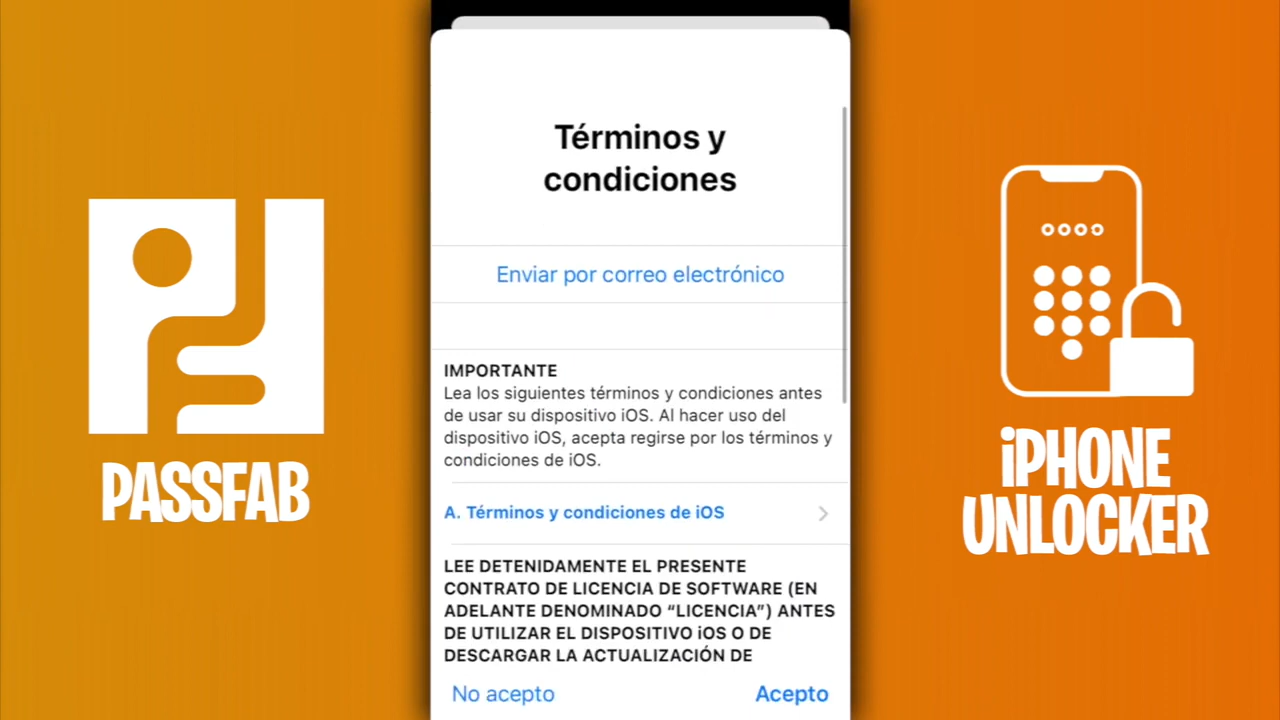 Términos y
condiciones
Enviar por correo electrónico
IMPORTANTE
Lea los siguientes términos y condiciones antes
de usar su dispositivo iOS. Al hacer uso del
dispositivo iOS, acepta regirse por los términos y
condiciones de iOS.
A. Términos y condiciones de iOS
LEE DETENIDAMENTE EL PRESENTE
CONTRATO DE LICENCIA DE SOFTWARE (EN
ADELANTE DENOMINADO “LICENCIA”) ANTES
DE UTILIZAR EL DISPOSITIVO iOS O DE
DESCARGAR LA ACTUALIZACIÓN DE
No acepto
Acepto
PASSFAB
iPHONE
UNLOCKER